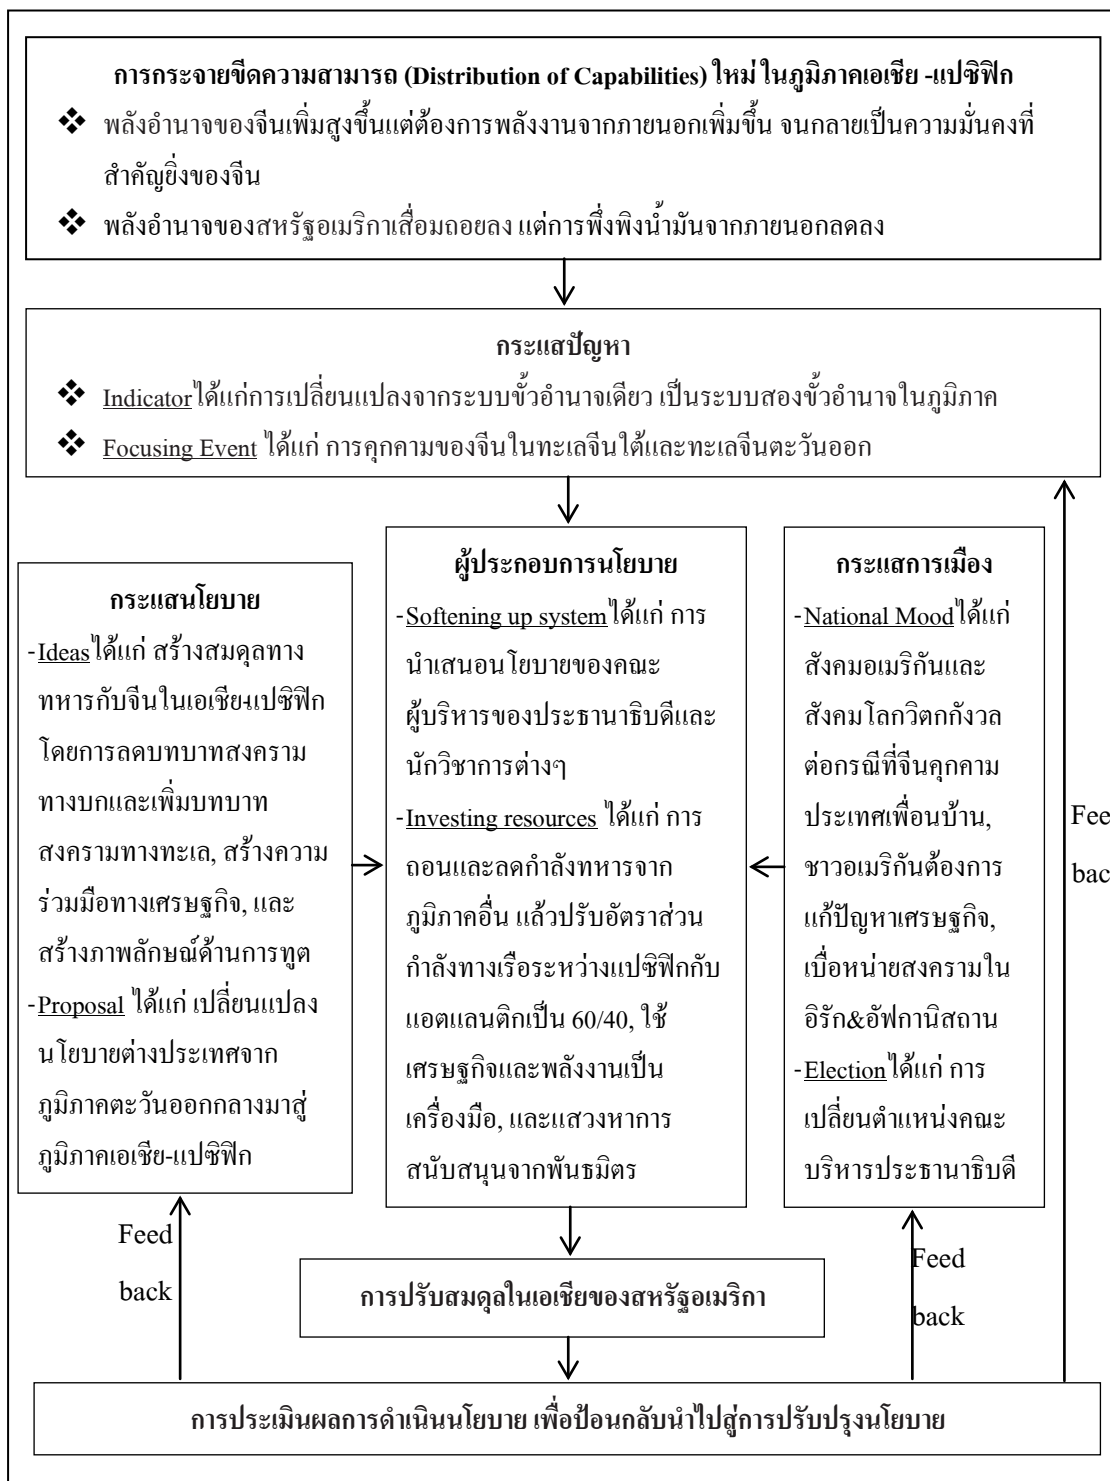 การกระจายขีดความสามารถ (Distribution of Capabilities) ใหม่ ในภูมิภาคเอเชีย -แปซิฟิก
❖ พลังอำนาจของจีนเพิ่มสูงขึ้นแต่ต้องการพลังงานจากภายนอกเพิ่มขึ้น จนกลายเป็นความมั่นคงที่
สำคัญยิ่งของจีน
❖ พลังอำนาจของสหรัฐอเมริกาเสื่อมถอยลง แต่การพึ่งพิงน้ำมันจากภายนอกลดลง
กระแสปัญหา
❖ Indicatorได้แก่การเปลี่ยนแปลงจากระบบขั้วอำนาจเดียว เป็นระบบสองขั้วอำนาจในภูมิภาค
❖ Focusing Event ได้แก่ การคุกคามของจีนในทะเลจีนใต้และทะเลจีนตะวันออก
กระแสนโยบาย
-Ideasได้แก่ สร้างสมดุลทาง
ทหารกับจีนในเอเชีย-แปซิฟิก
โดยการลดบทบาทสงคราม
ทางบกและเพิ่มบทบาท
สงครามทางทะเล, สร้างความ
ร่วมมือทางเศรษฐกิจ, และ
สร้างภาพลักษณ์ด้านการทูต
-Proposal ได้แก่ เปลี่ยนแปลง
นโยบายต่างประเทศจาก
ภูมิภาคตะวันออกกลางมาสู่
ภูมิภาคเอเชีย-แปซิฟิก
ผู้ประกอบการนโยบาย
-Softening up systemได้แก่ การ
นำเสนอนโยบายของคณะ
ผู้บริหารของประธานาธิบดีและ
นักวิชาการต่างๆ
-Investing resources ได้แก่ การ
ถอนและลดกำลังทหารจาก
ภูมิภาคอื่น แล้วปรับอัตราส่วน
กำลังทางเรือระหว่างแปซิฟิกกับ
แอตแลนติกเป็น 60/40, ใช้
เศรษฐกิจและพลังงานเป็น
เครื่องมือ, และแสวงหาการ
สนับสนุนจากพันธมิตร
กระแสการเมือง
-National Moodได้แก่
สังคมอเมริกันและ
สังคมโลกวิตกกังวล
ต่อกรณีที่จีนคุกคาม
ประเทศเพื่อนบ้าน,
ชาวอเมริกันต้องการ
แก้ปัญหาเศรษฐกิจ,
เบื่อหน่ายสงครามใน
อิรัก&อัฟกานิสถาน
-Electionได้แก่ การ
เปลี่ยนตำแหน่งคณะ
บริหารประธานาธิบดี
Fee
bac
Feed
back
Feed
back
การปรับสมดุลในเอเชียของสหรัฐอเมริกา
การประเมินผลการดำเนินนโยบาย เพื่อป้อนกลับนำไปสู่การปรับปรุงนโยบาย